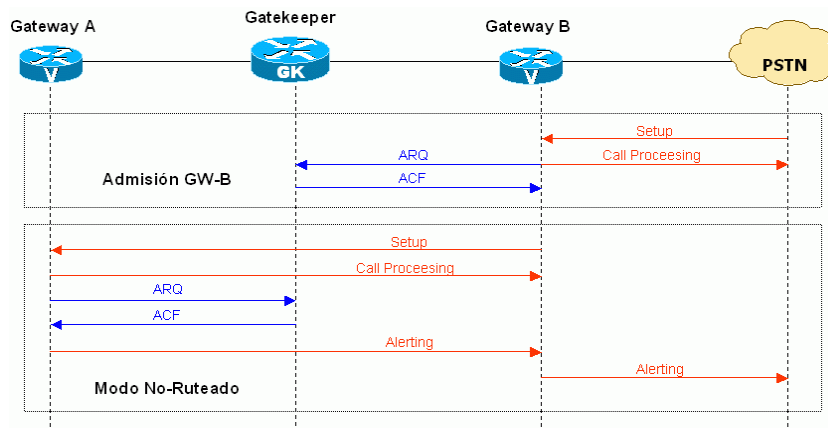 Gateway A
Gatekeeper
Gateway B
V
GK
V
PSTN
Setup
ARQ
Call Proceesing
ACF
Admisión GW-B
Setup
Call Proceesing
ARQ
ACF
Alerting
Alerting
Modo No-Ruteado